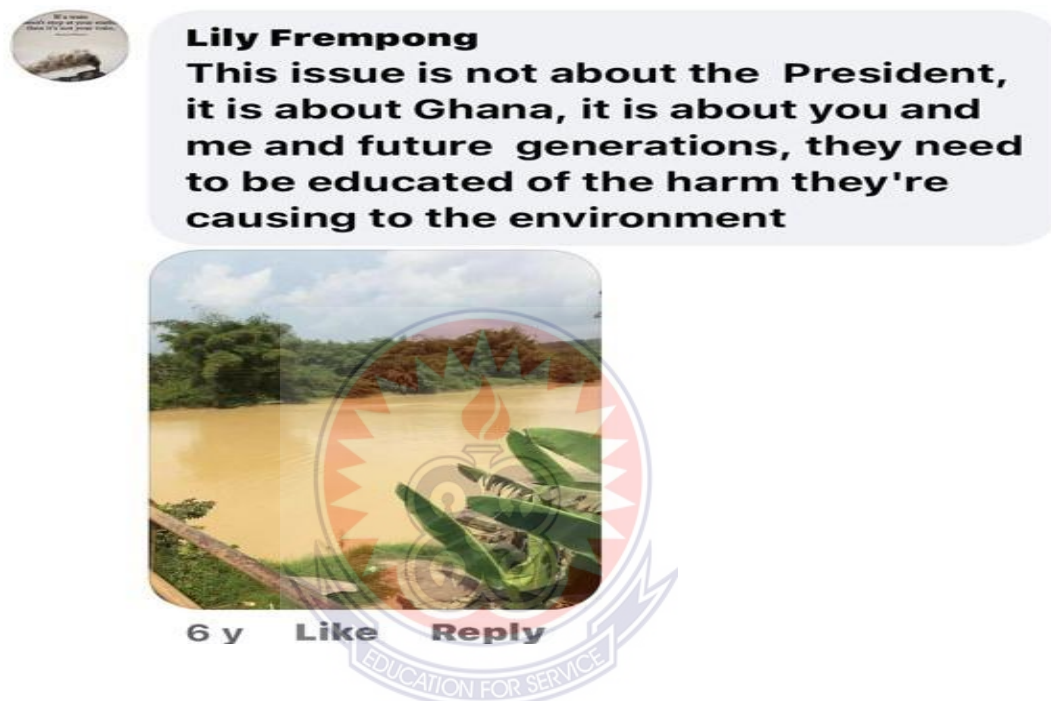 Lily Frempong
This issue is not about the President,
it is about Ghana, it is about you and
me and future generations, they need
to be educated of the harm they're
causing to the environment
6 y Like Reply
EDUCATION FOR SERVICE